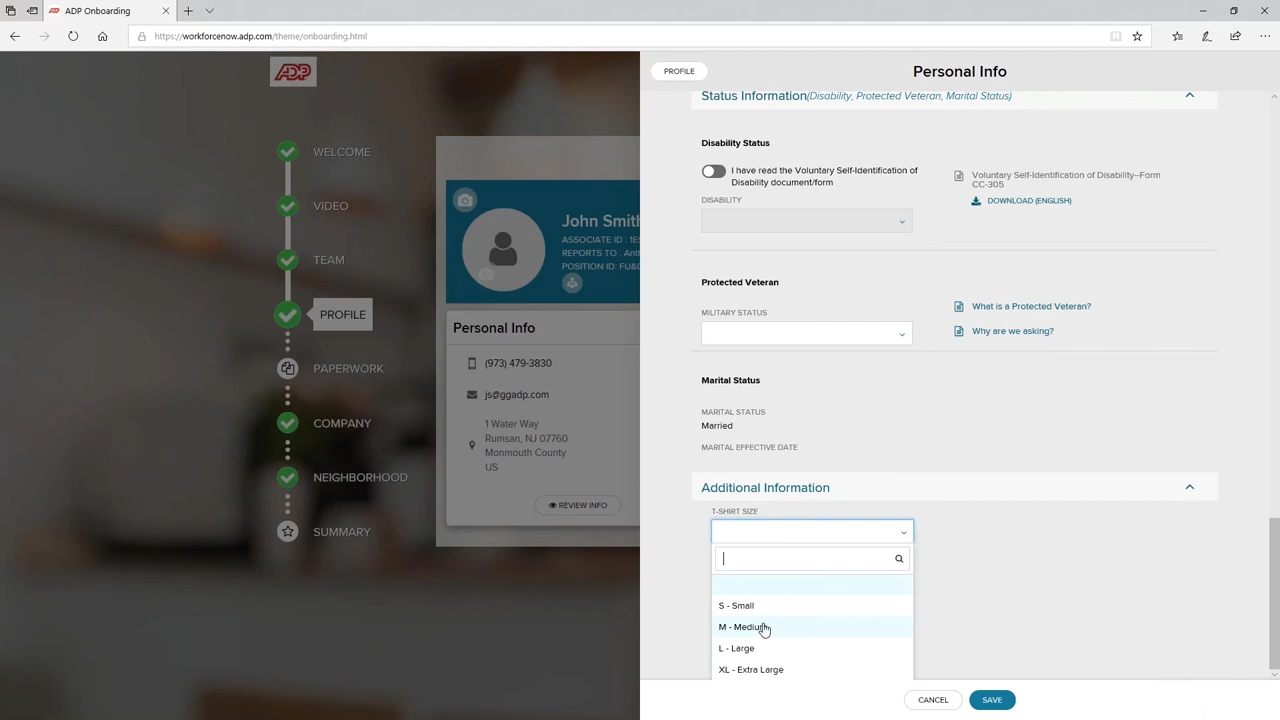 ADP Onboarding
https://workforcenow.adp.com/theme/onboarding.html
ADP
WELCOME
VIDEO
TEAM
PROFILE
PAPERWORK
COMPANY
NEIGHBORHOOD
SUMMARY
John Smith
ASSOCIATE ID : 1E
REPORTS TO : Ant
POSITION ID: FU&
Personal Info
(973) 479-3830
js@ggadp.com
1 Water Way
Rumsan, NJ 07760
Monmouth County
US
REVIEW INFO
PROFILE
Personal Info
Status Information(Disability, Protected Veteran, Marital Status)
Disability Status
I have read the Voluntary Self-Identification of
Disability document/form
DISABILITY
Voluntary Self-Identification of Disability–Form
CC-305
DOWNLOAD (ENGLISH)
Protected Veteran
MILITARY STATUS
What is a Protected Veteran?
Why are we asking?
Marital Status
MARITAL STATUS
Married
MARITAL EFFECTIVE DATE
Additional Information
T-SHIRT SIZE
S - Small
M - Medium
L - Large
XL - Extra Large
CANCEL
SAVE